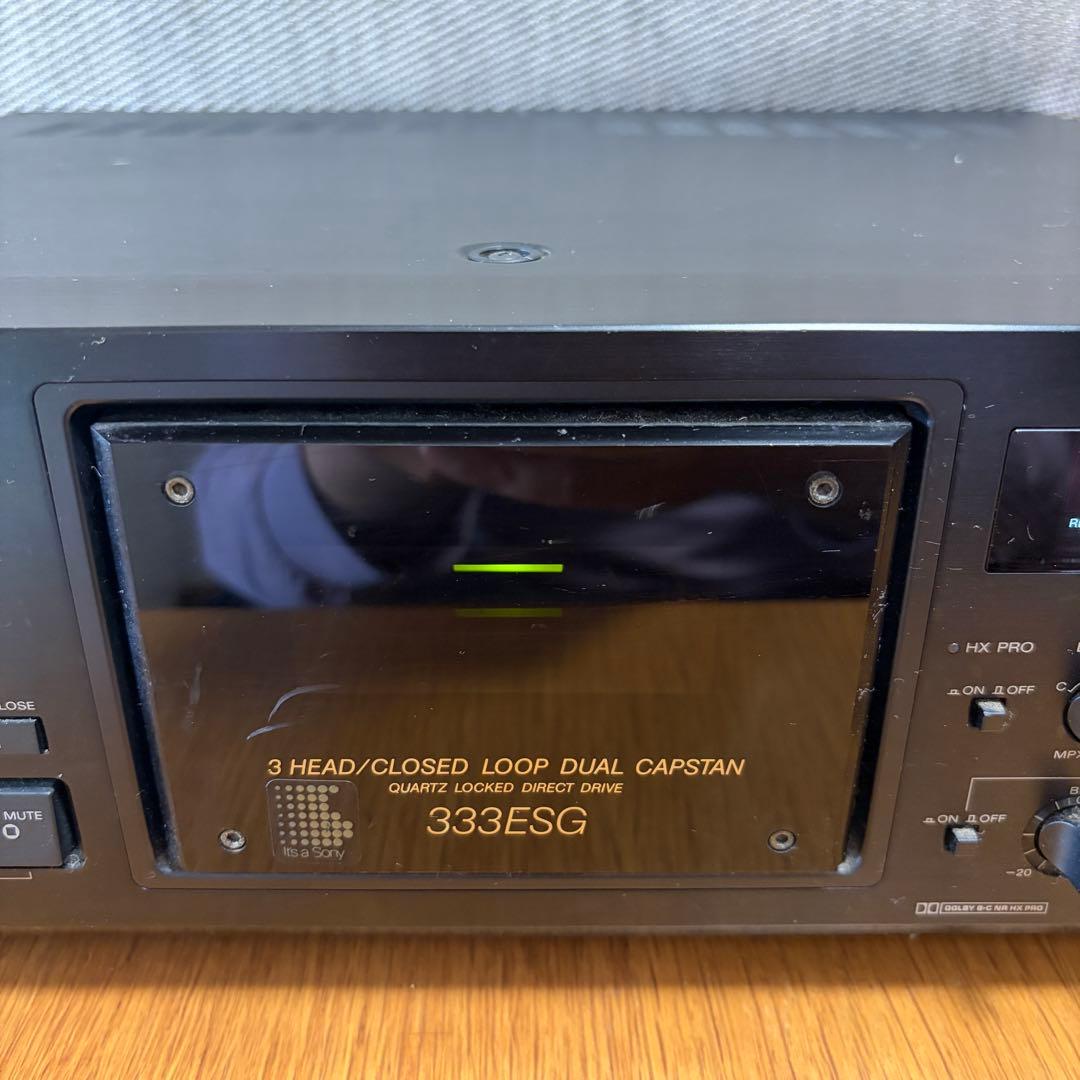 HX PRO
ON OFF
C
MPX
LOSE
MUTE
3 HEAD/CLOSED LOOP DUAL CAPSTAN
QUARTZ LOCKED DIRECT DRIVE
333ESG
It's a Sony
ON OFF
-20
DOLBY B-C NR HX PRO